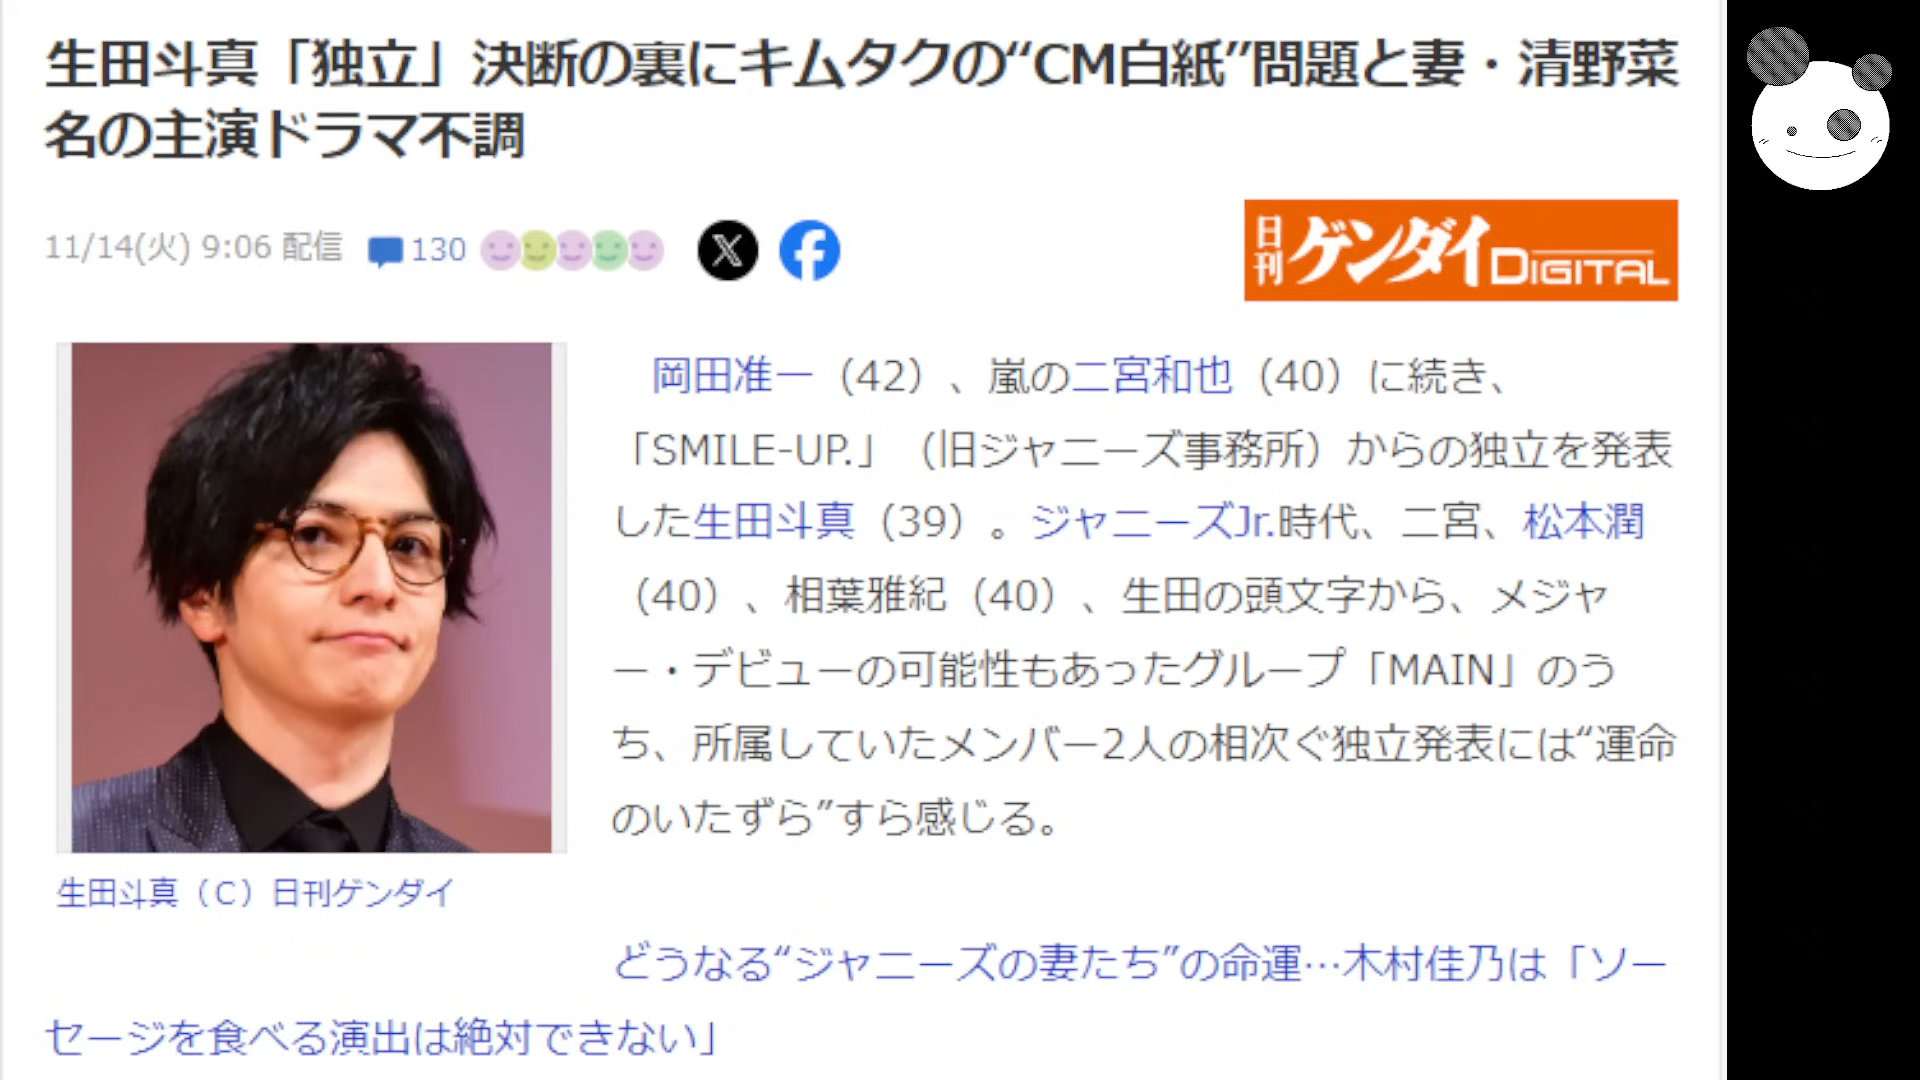 生田斗真「独立」決断の裏にキムタクの“CM白紙”問題と妻・清野菜
名の主演ドラマ不調
11/14(火) 9:06 配信 130
日刊ゲンダイDIGITAL
岡田准一（42）、嵐の二宮和也（40）に続き、
「SMILE-UP.」（旧ジャニーズ事務所）からの独立を発表
した生田斗真（39）。ジャニーズJr.時代、二宮、松本潤
（40）、相葉雅紀（40）、生田の頭文字から、メジャ
ー・デビューの可能性もあったグループ「MAIN」のう
ち、所属していたメンバー2人の相次ぐ独立発表には“運命
のいたずら”すら感じる。
生田斗真（C）日刊ゲンダイ
どうなる“ジャニーズの妻たち”の命運…木村佳乃は「ソー
セージを食べる演出は絶対できない」